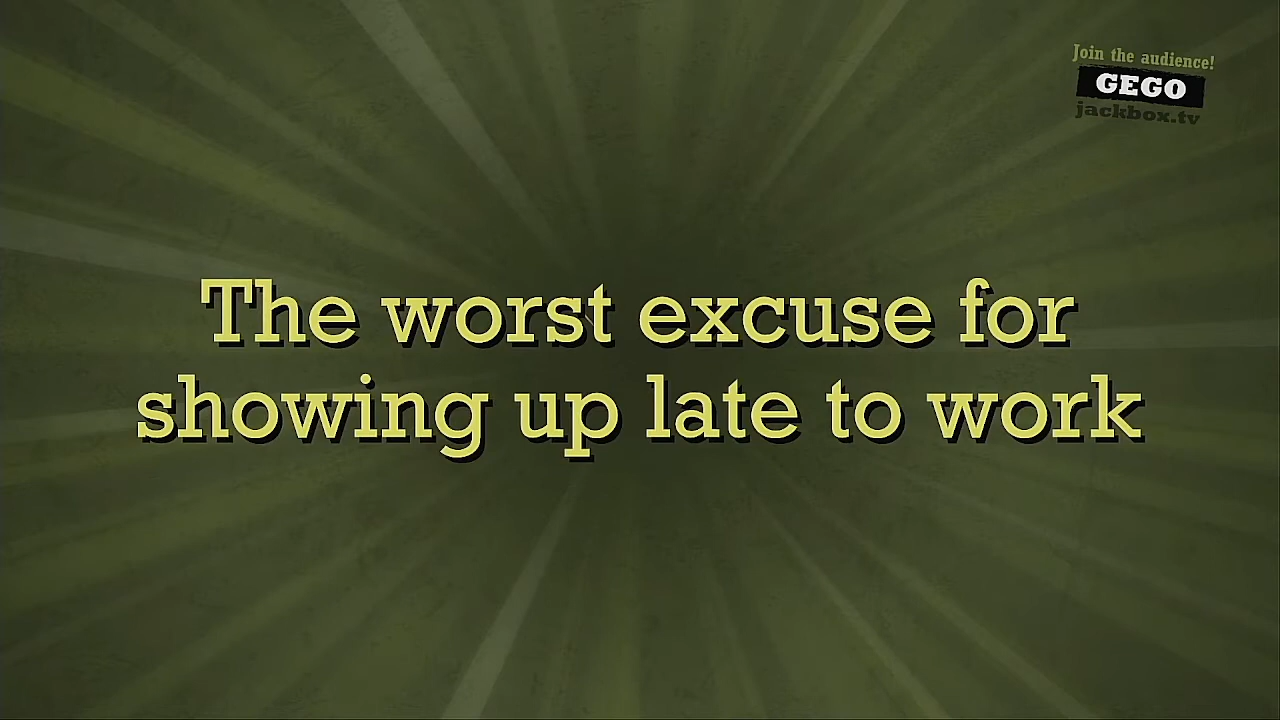 Join the audience!
GEGO
jackbox.tv
The worst excuse for
showing up late to work